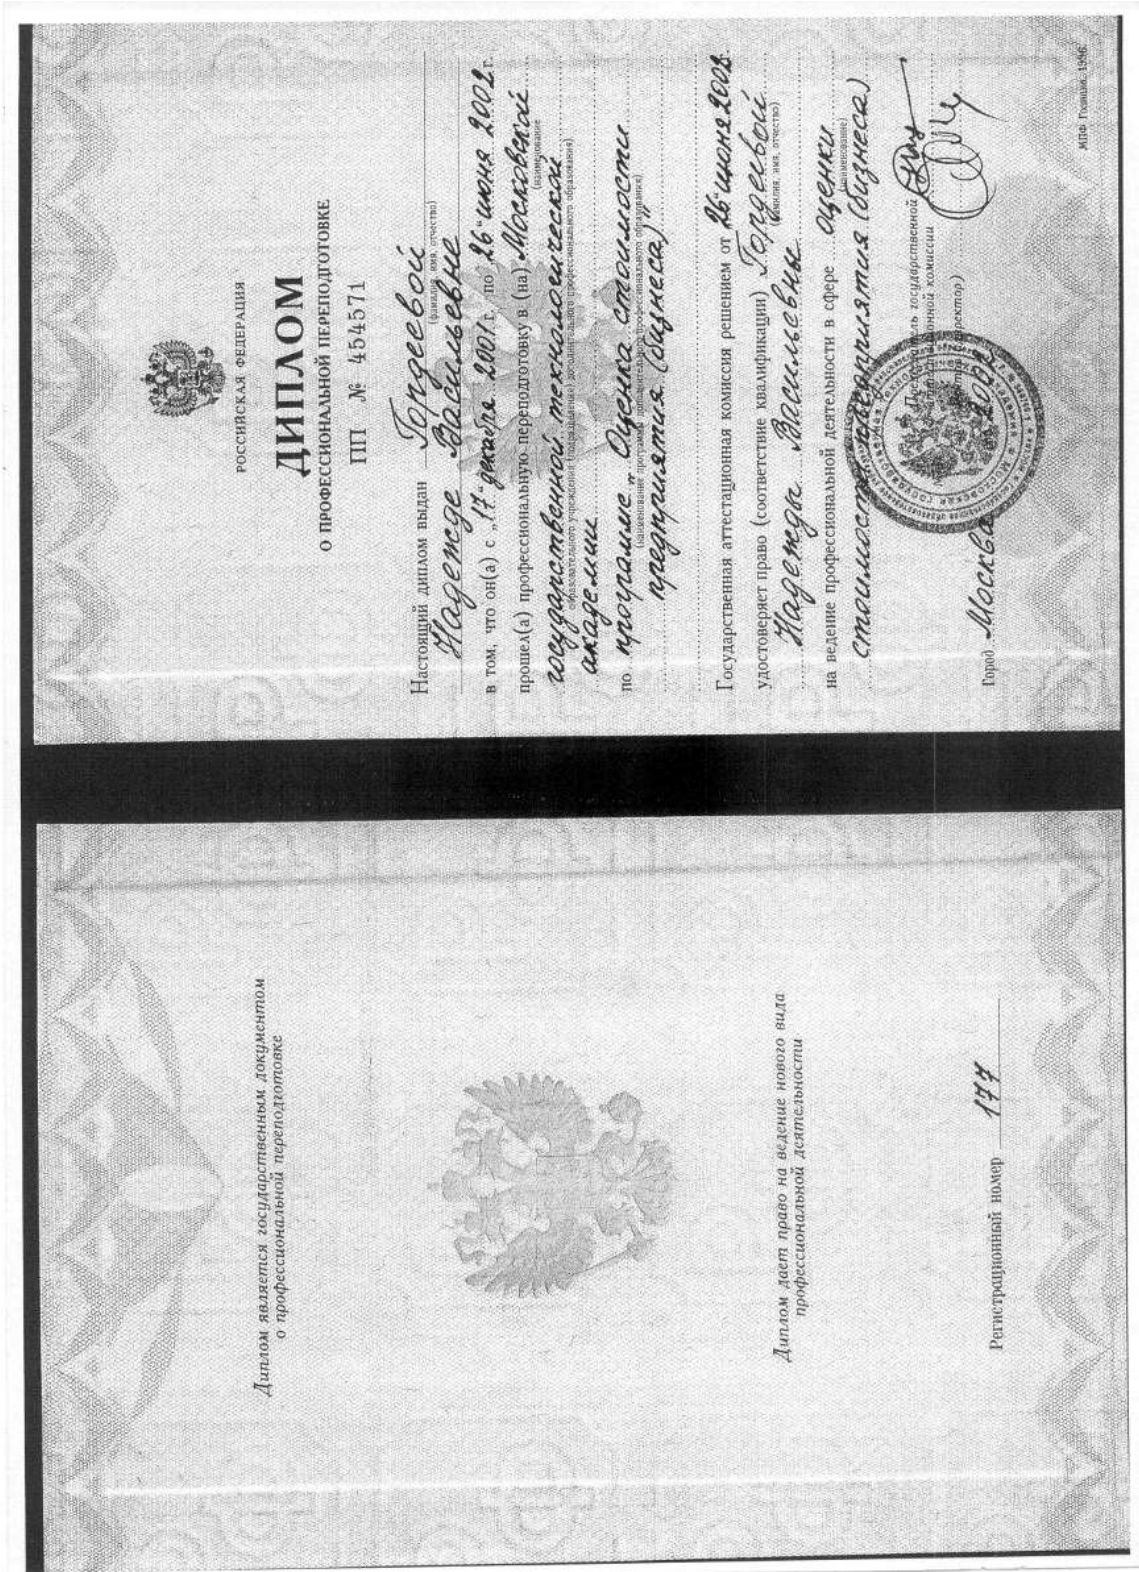 Диплом является государственным документом
о профессиональной переподготовке
Диплом дает право на ведение нового вида
профессиональной деятельности
Регистрационный номер 177
РОССИЙСКАЯ ФЕДЕРАЦИЯ
ДИПЛОМ
О ПРОФЕССИОНАЛЬНОЙ ПЕРЕПОДГОТОВКЕ
ПП № 454571
Настоящий диплом выдан Гордеевой
(фамилия, имя, отчество)
Надежде Васильевне
в том, что он(а) с „17“ декабря 2001 г. по „26“ июня 2002 г.
прошел(а) профессиональную переподготовку в (на) Московской
(наименование
государственной технологической
образовательного учреждения (подразделения) дополнительного профессионального образования)
академии
по программе „Оценка стоимости
(наименование программы дополнительного профессионального образования)
предприятия (бизнеса)“
Государственная аттестационная комиссия решением от 26 июня 2002
удостоверяет право (соответствие квалификации) Гордеевой
(фамилия, имя, отчество)
Надежды Васильевны
на ведение профессиональной деятельности в сфере оценки
(наименование)
стоимости предприятия (бизнеса)
Председатель государственной
аттестационной комиссии
Ректор (директор)
Город Москва 2002
МПФ Гознака. 1996.